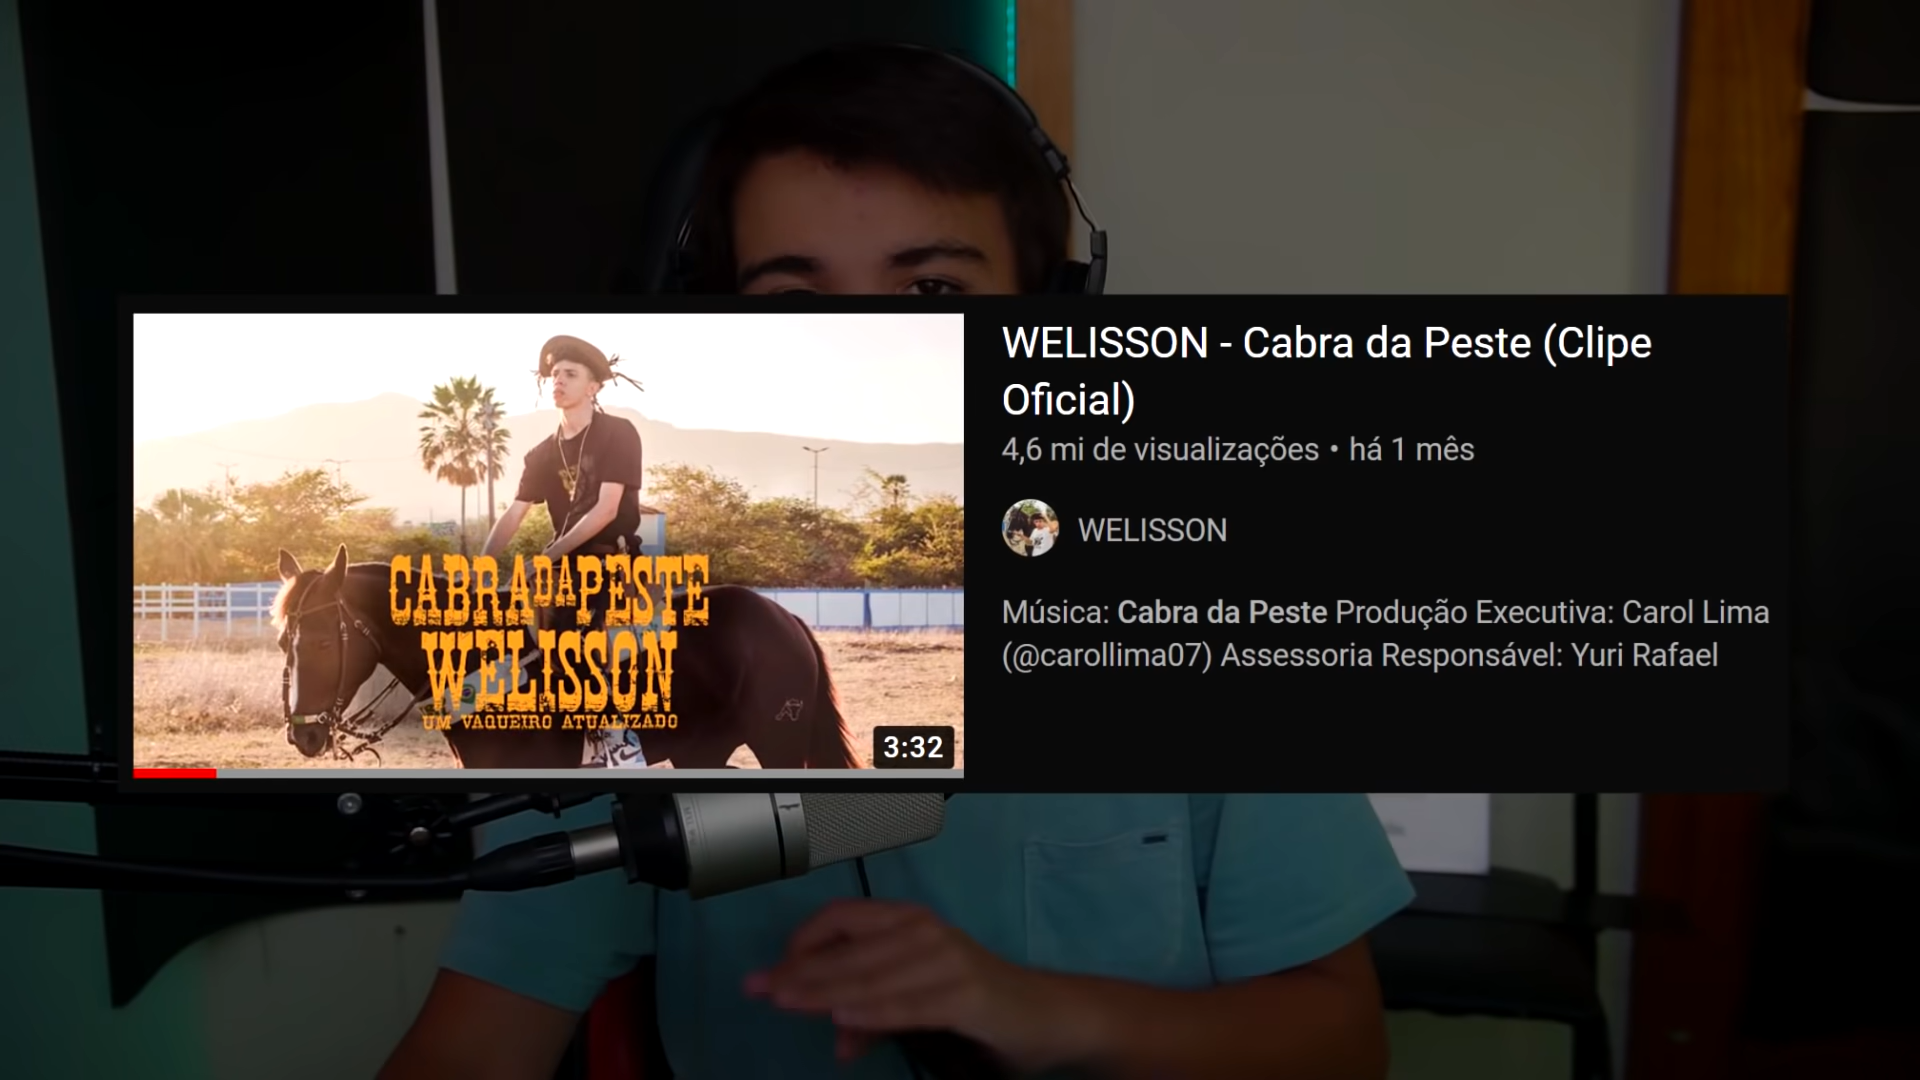 CABRA DA PESTE
WELISSON
UM VAQUEIRO ATUALIZADO
3:32
WELISSON - Cabra da Peste (Clipe
Oficial)
4,6 mi de visualizações • há 1 mês
WELISSON
Música: Cabra da Peste Produção Executiva: Carol Lima
(@carollima07) Assessoria Responsável: Yuri Rafael